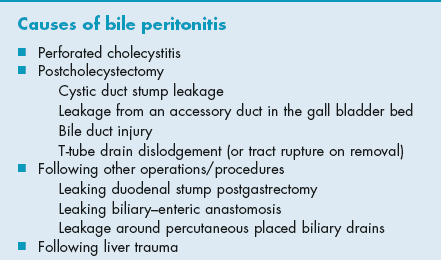 Causes of bile peritonitis
■ Perforated cholecystitis
■ Postcholecystectomy
Cystic duct stump leakage
Leakage from an accessory duct in the gall bladder bed
Bile duct injury
T-tube drain dislodgement (or tract rupture on removal)
■ Following other operations/procedures
Leaking duodenal stump postgastrectomy
Leaking biliary–enteric anastomosis
Leakage around percutaneous placed biliary drains
■ Following liver trauma